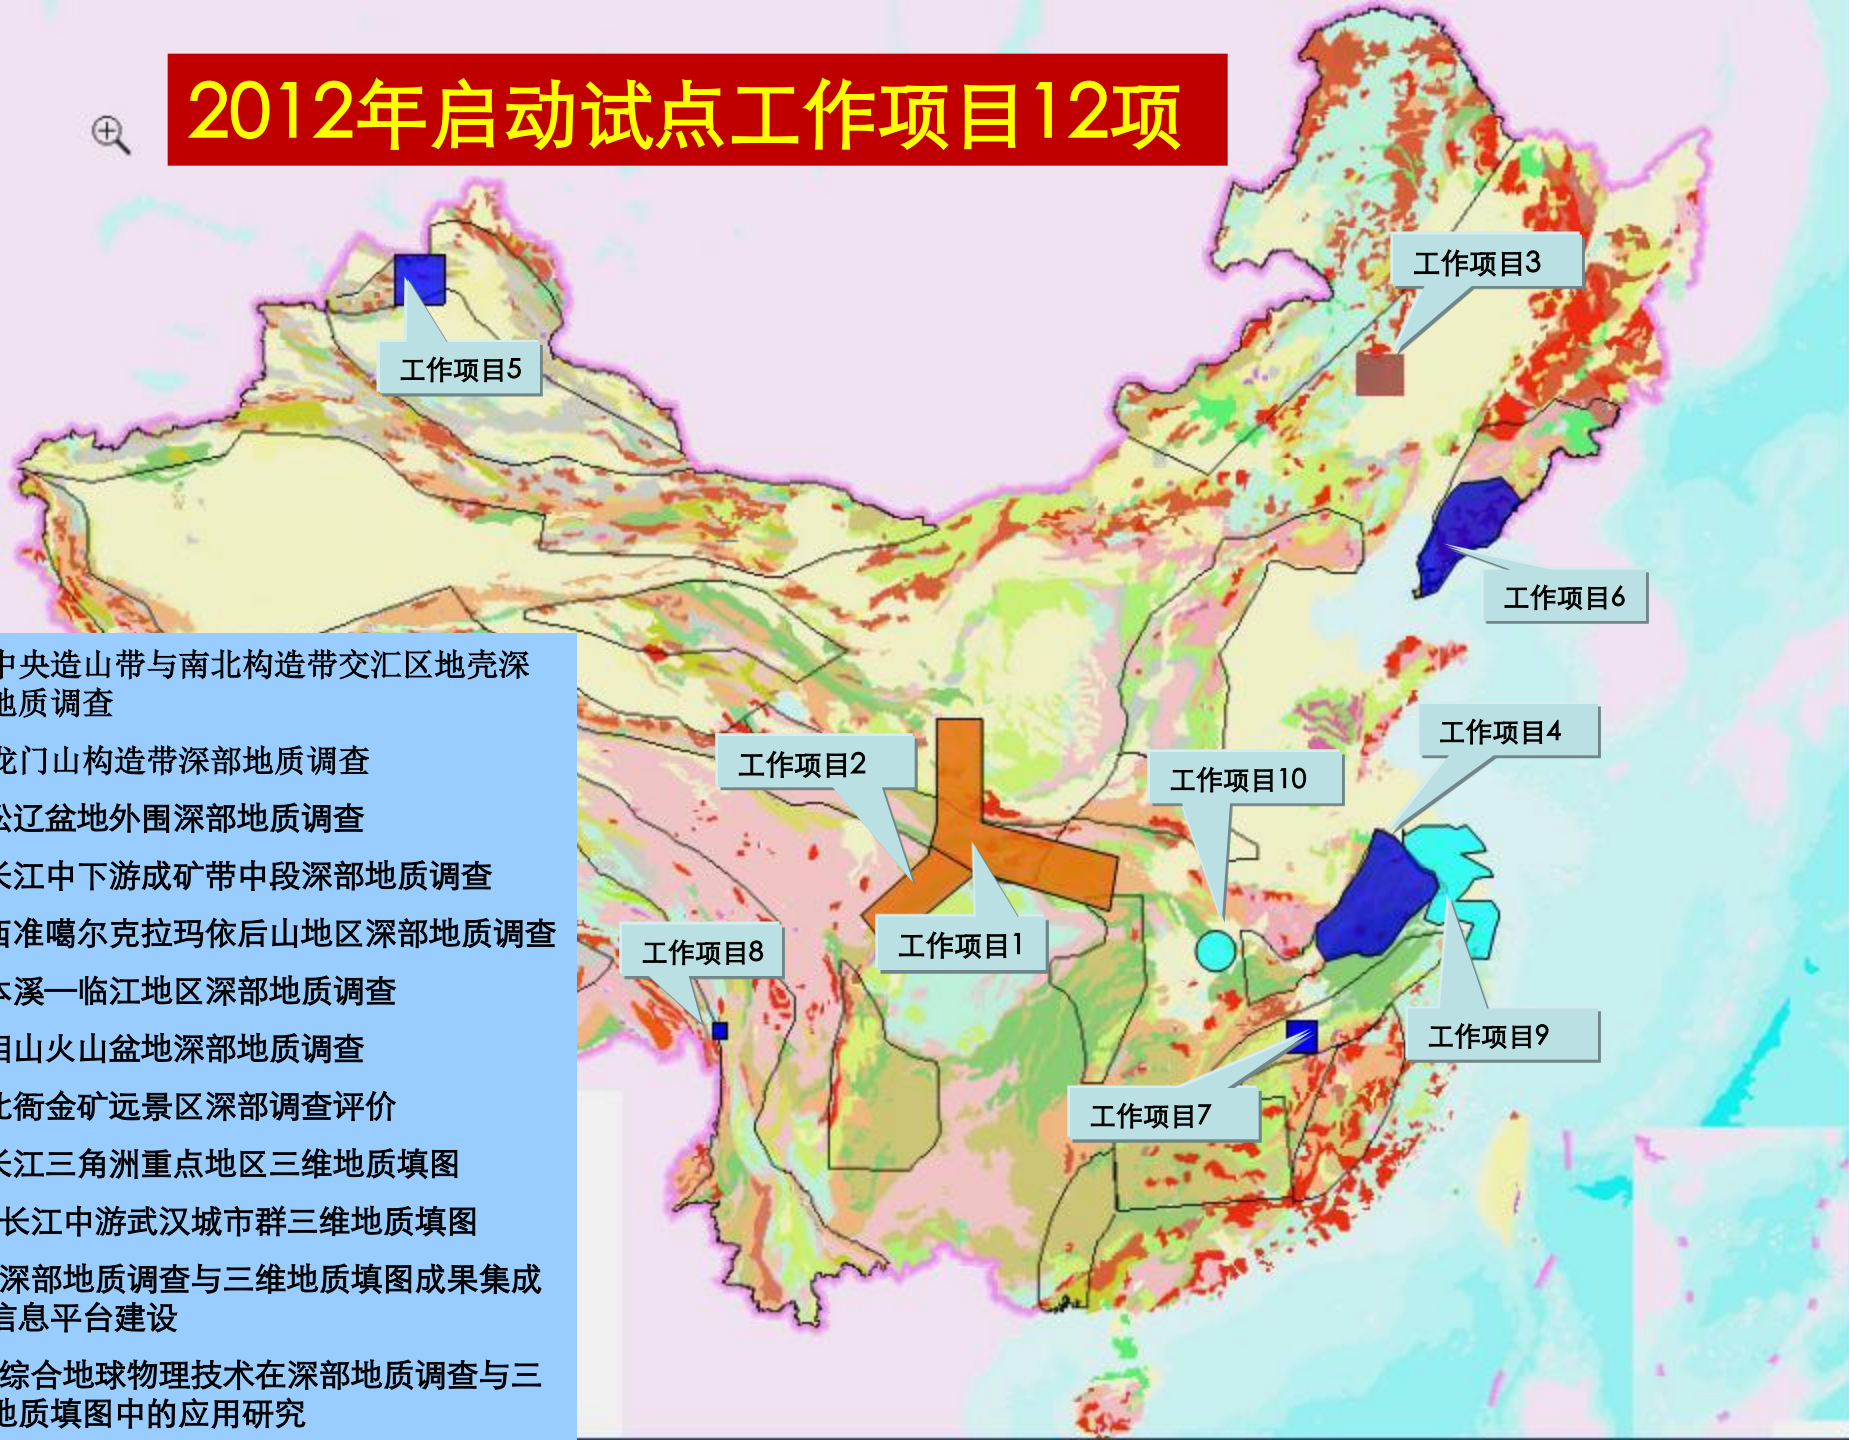 2012年启动试点工作项目12项
工作项目3
工作项目5
工作项目6
工作项目4
工作项目2
工作项目10
工作项目1
工作项目8
工作项目9
工作项目7
中央造山带与南北构造带交汇区地壳深
地质调查
龙门山构造带深部地质调查
松辽盆地外围深部地质调查
长江中下游成矿带中段深部地质调查
西准噶尔克拉玛依后山地区深部地质调查
本溪—临江地区深部地质调查
相山火山盆地深部地质调查
北衙金矿远景区深部调查评价
长江三角洲重点地区三维地质填图
长江中游武汉城市群三维地质填图
深部地质调查与三维地质填图成果集成
信息平台建设
综合地球物理技术在深部地质调查与三
地质填图中的应用研究